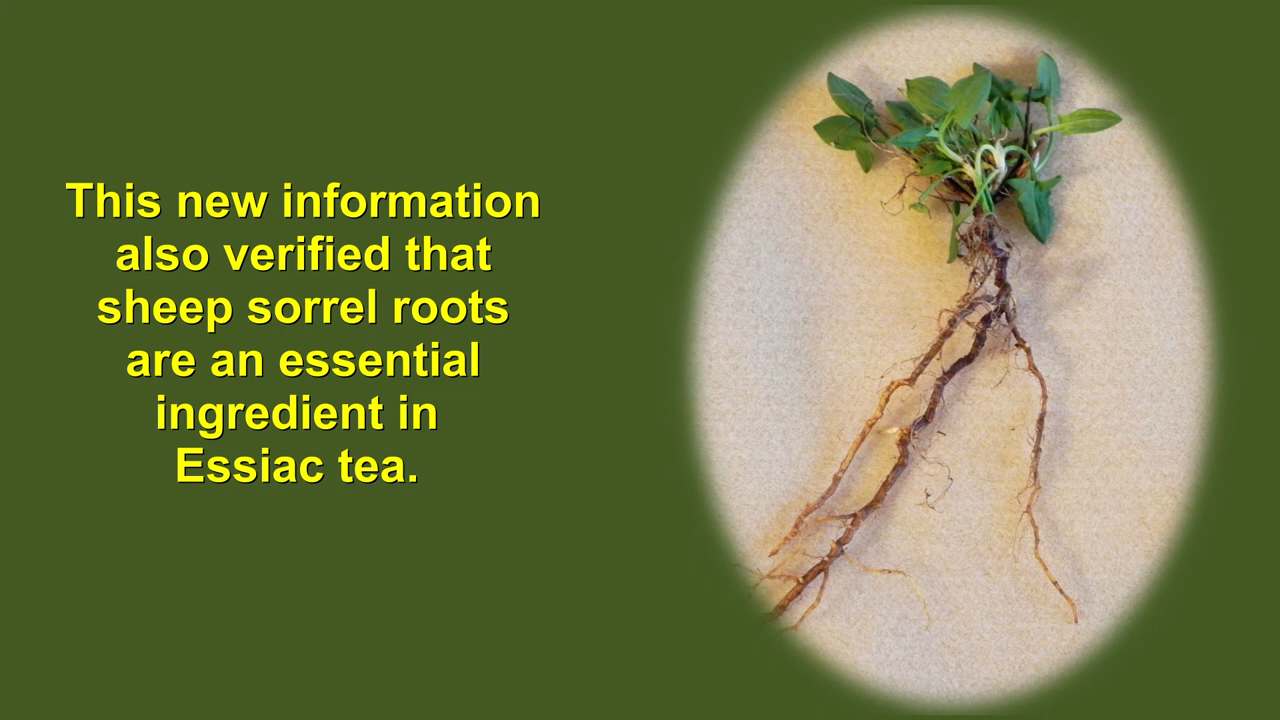 This new information
also verified that
sheep sorrel roots
are an essential
ingredient in
Essiac tea.